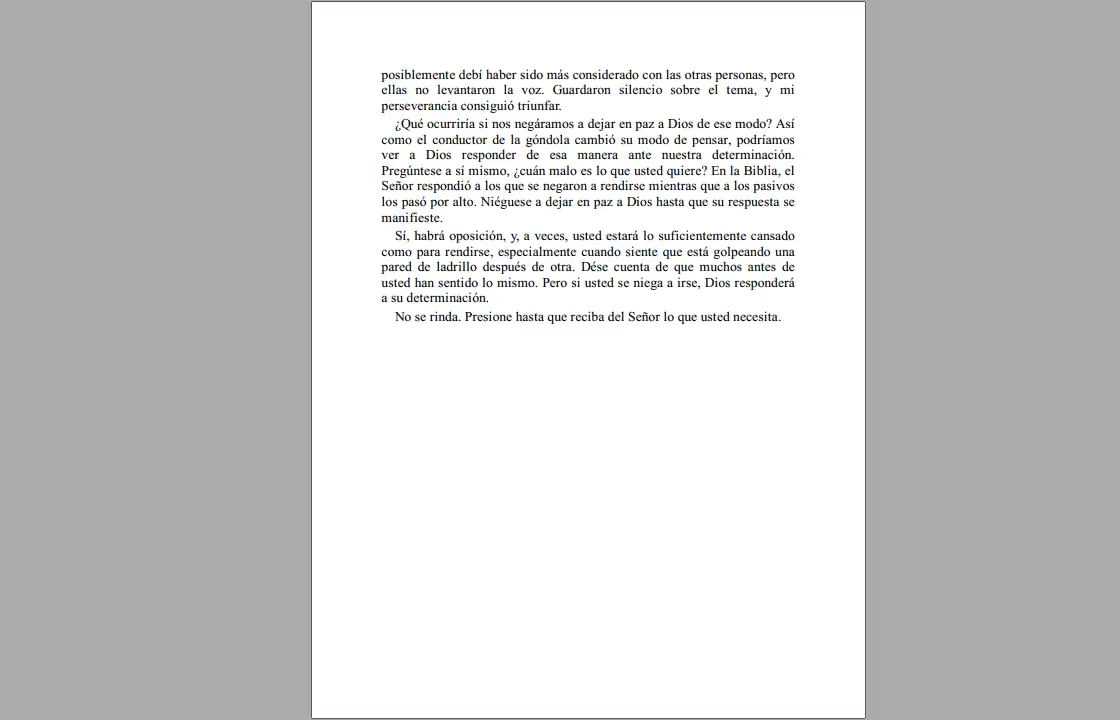 posiblemente debí haber sido más considerado con las otras personas, pero
ellas no levantaron la voz. Guardaron silencio sobre el tema, y mi
perseverancia consiguió triunfar.
¿Qué ocurriría si nos negáramos a dejar en paz a Dios de ese modo? Así
como el conductor de la góndola cambió su modo de pensar, podríamos
ver a Dios responder de esa manera ante nuestra determinación.
Pregúntese a sí mismo, ¿cuán malo es lo que usted quiere? En la Biblia, el
Señor respondió a los que se negaron a rendirse mientras que a los pasivos
los pasó por alto. Niéguese a dejar en paz a Dios hasta que su respuesta se
manifieste.
Sí, habrá oposición, y, a veces, usted estará lo suficientemente cansado
como para rendirse, especialmente cuando siente que está golpeando una
pared de ladrillo después de otra. Dése cuenta de que muchos antes de
usted han sentido lo mismo. Pero si usted se niega a irse, Dios responderá
a su determinación.
No se rinda. Presione hasta que reciba del Señor lo que usted necesita.